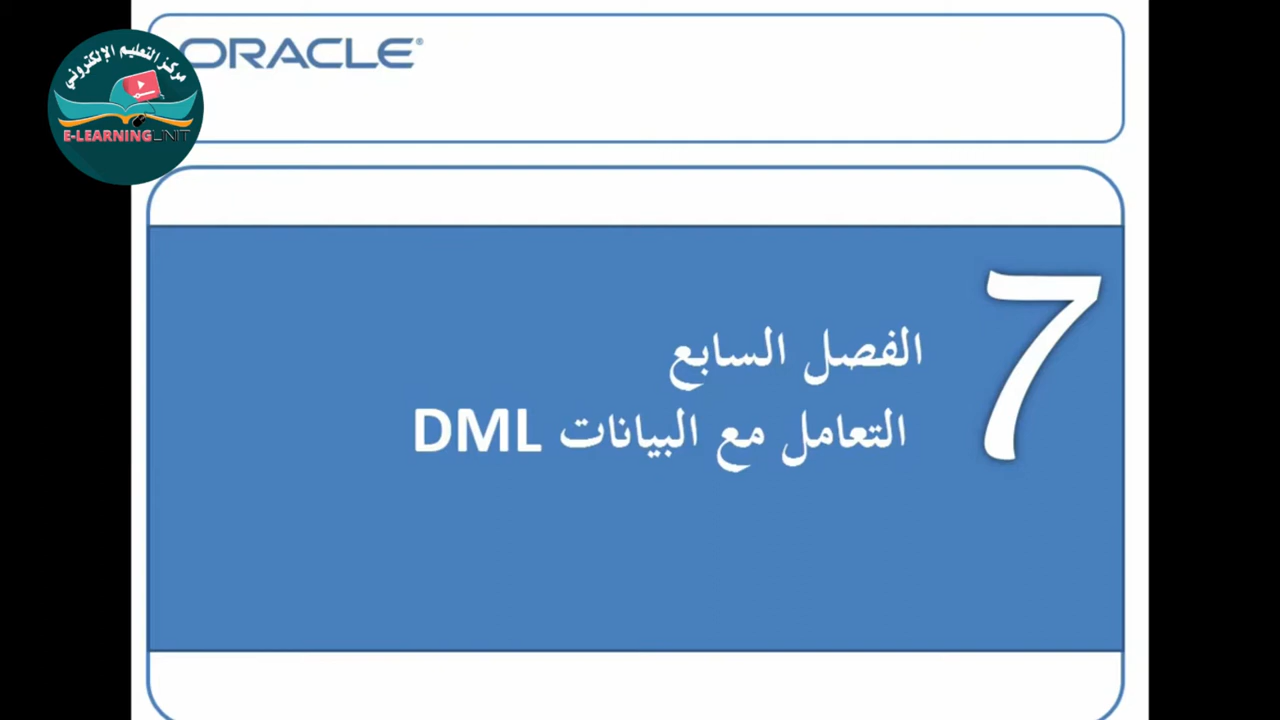 مركز التعليم الإلكتروني
E-LEARNING UNIT
ORACLE®
7
الفصل السابع
التعامل مع البيانات DML